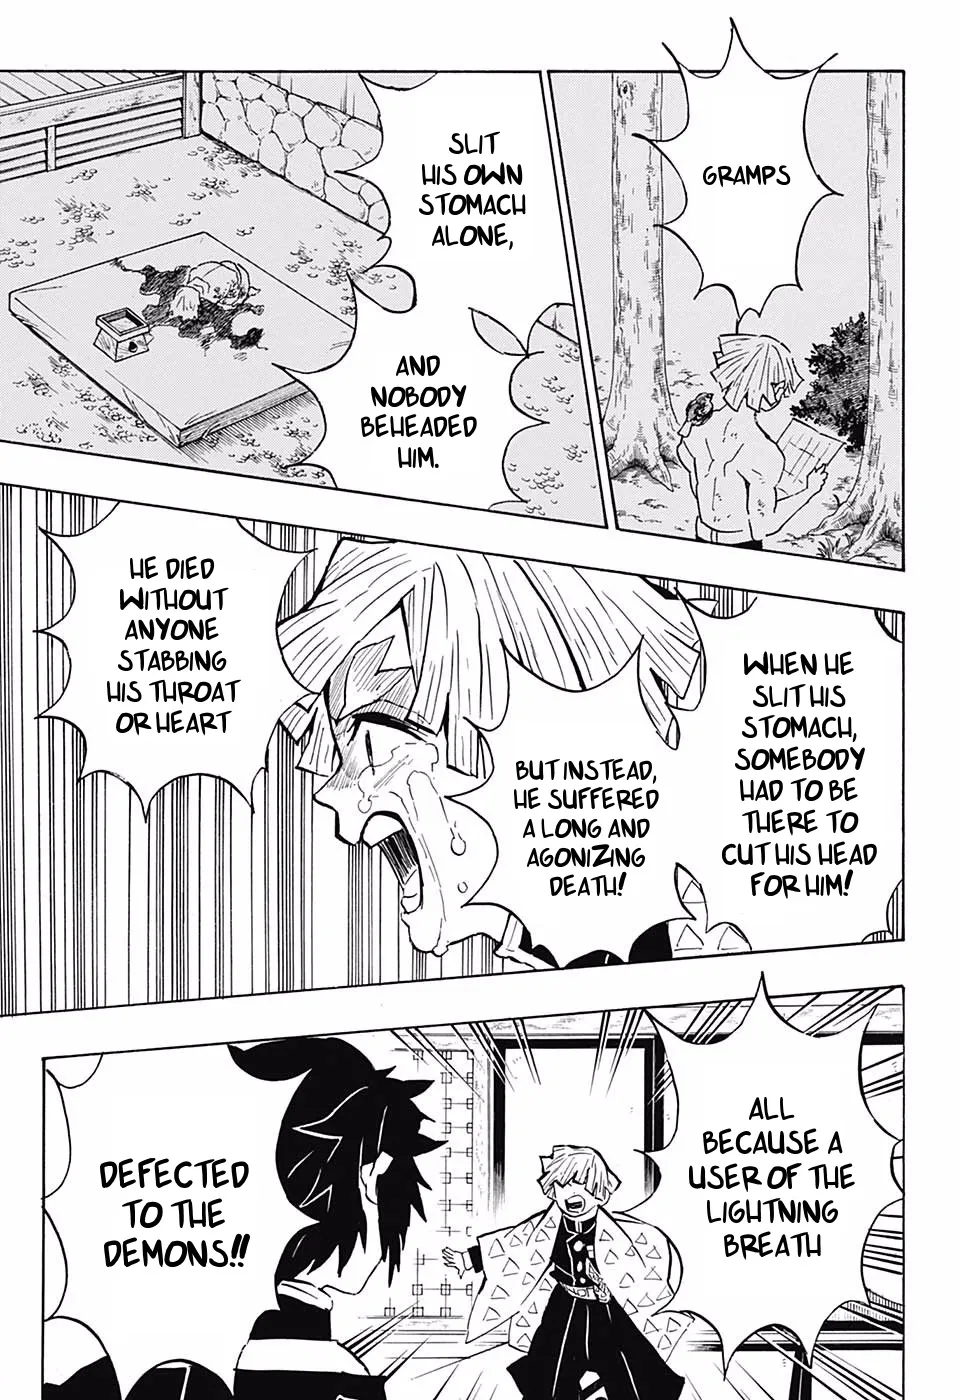 GRAMPS
SLIT
HIS OWN
STOMACH
ALONE,
AND
NOBODY
BEHEADED
HIM.
WHEN HE
SLIT HIS
STOMACH,
SOMEBODY
HAD TO BE
THERE TO
CUT HIS HEAD
FOR HIM!
BUT INSTEAD,
HE SUFFERED
A LONG AND
AGONIZING
DEATH!
HE DIED
WITHOUT
ANYONE
STABBING
HIS THROAT
OR HEART
ALL
BECAUSE A
USER OF THE
LIGHTNING
BREATH
DEFECTED
TO THE
DEMONS!!